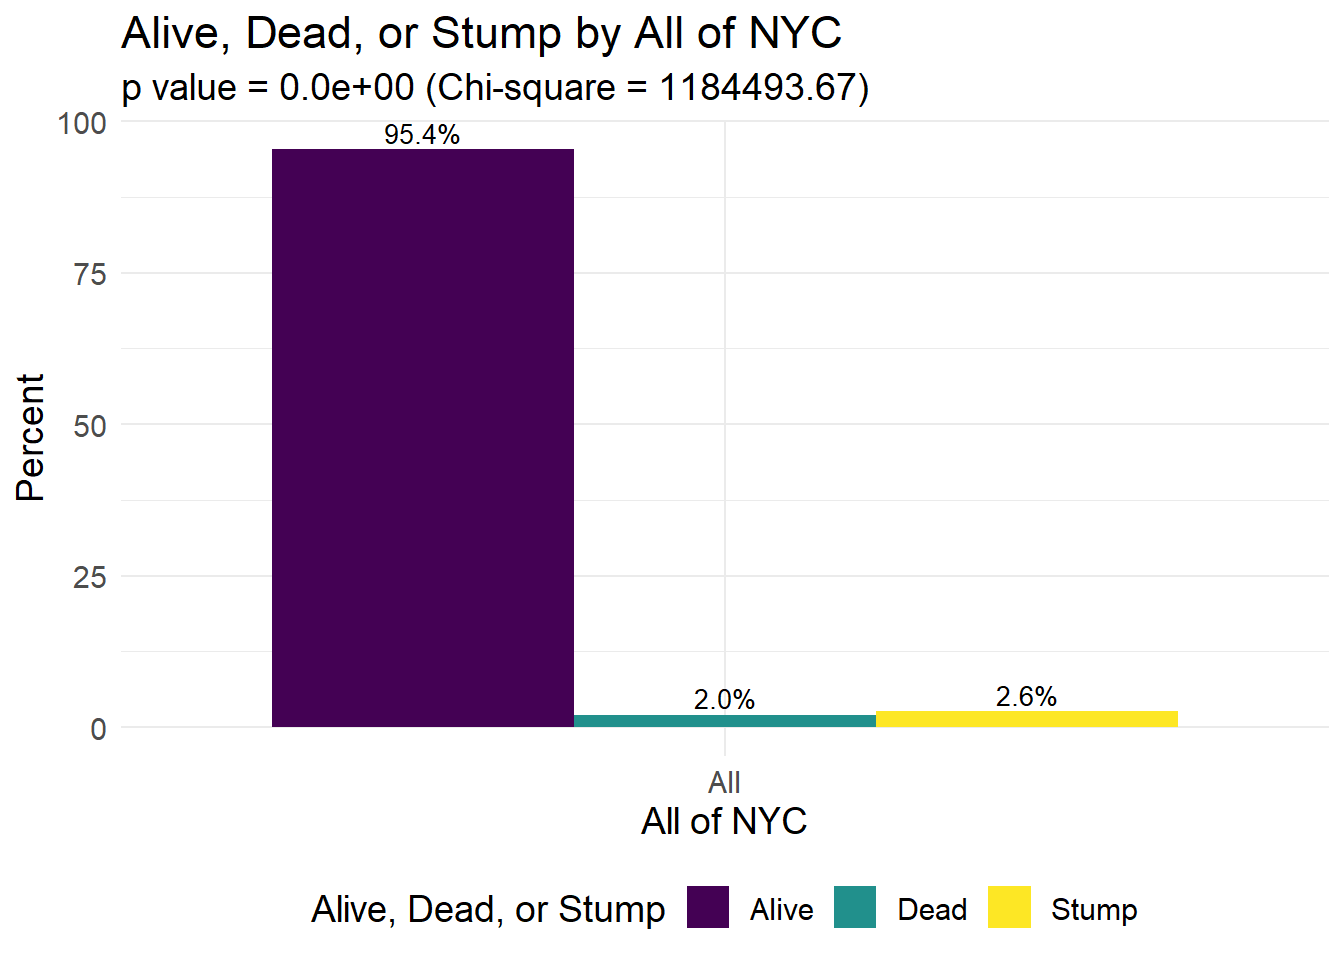 Alive, Dead, or Stump by All of NYC
p value = 0.0e+00 (Chi-square = 1184493.67)
100
95.4%
75
Percent
50
25
2.0%
2.6%
0
All
All of NYC
Alive, Dead, or Stump Alive Dead Stump